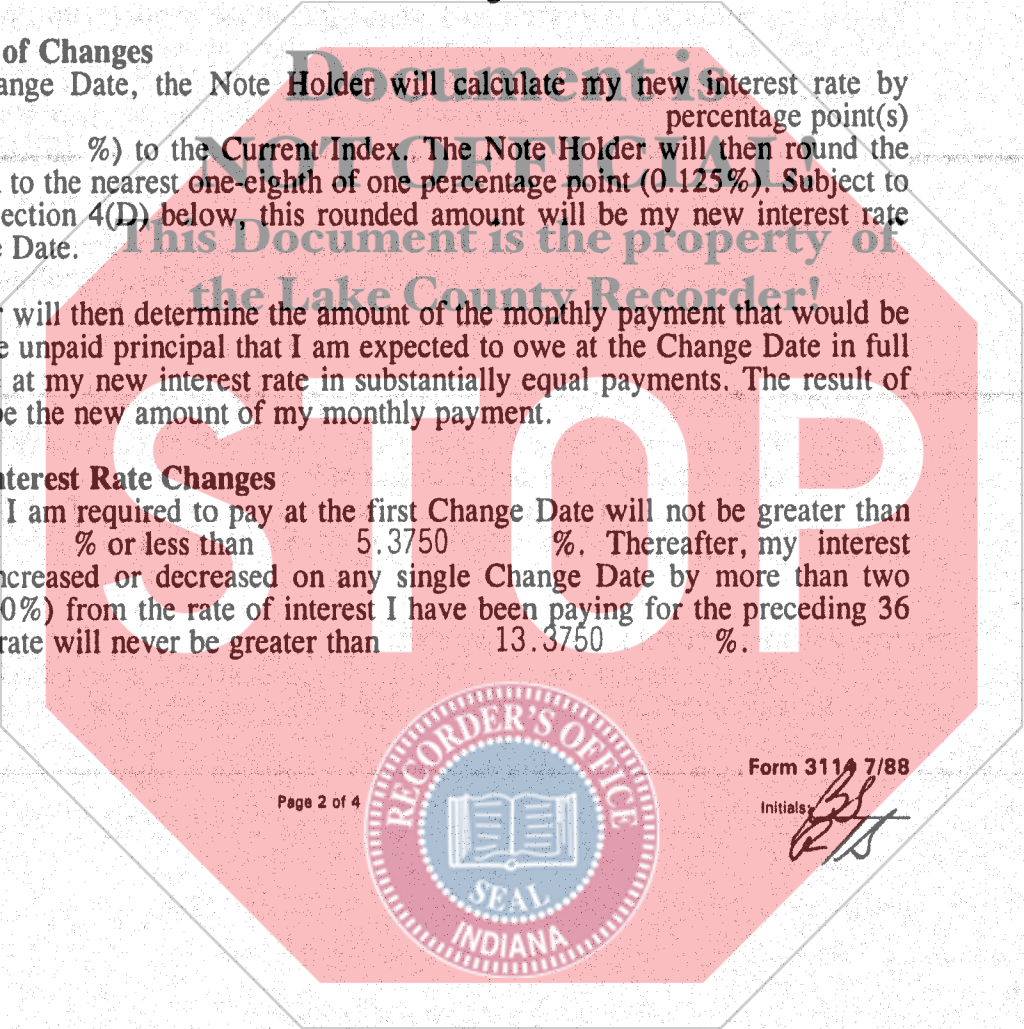 of Changes
ange Date, the Note Holder will calculate my new interest rate by
percentage point(s)
%) to the Current Index. The Note Holder will then round the
to the nearest one-eighth of one percentage point (0.125%). Subject to
ection 4(D) below, this rounded amount will be my new interest rate
Date.
will then determine the amount of the monthly payment that would be
e unpaid principal that I am expected to owe at the Change Date in full
at my new interest rate in substantially equal payments. The result of
be the new amount of my monthly payment.
nterest Rate Changes
I am required to pay at the first Change Date will not be greater than
% or less than 5.3750 %. Thereafter, my interest
ncreased or decreased on any single Change Date by more than two
0%) from the rate of interest I have been paying for the preceding 36
rate will never be greater than 13.3750 %.
Form 3114 7/88
Page 2 of 4
Initials:
Document is
NOT OFFICIAL!
This Document is the property of
the Lake County Recorder!
STOP
RECORDER'S OFFICE
SEAL
INDIANA